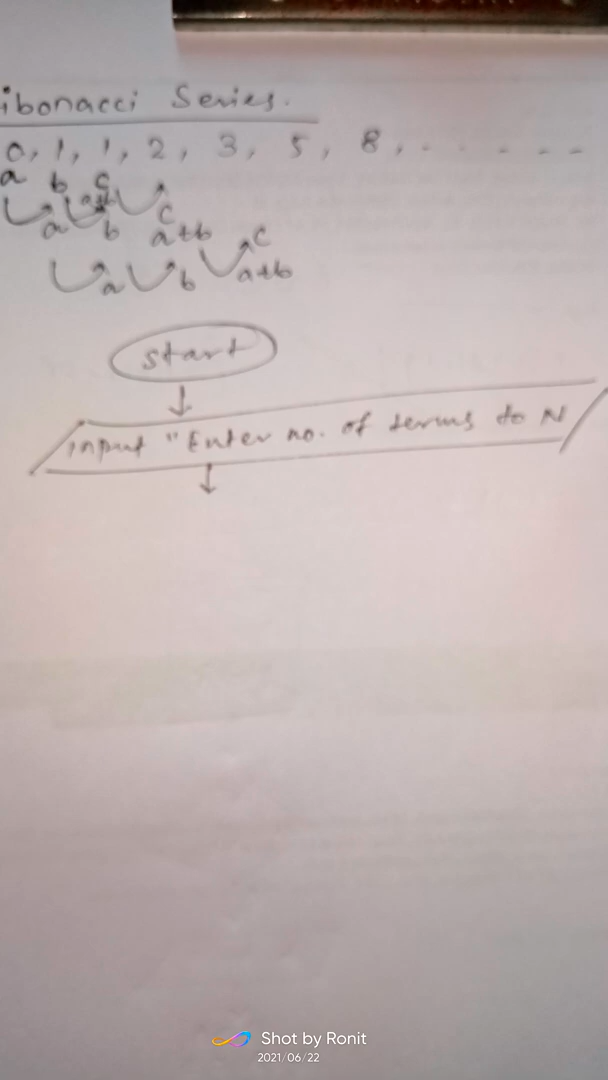 ibonacci Series.
0, 1, 1, 2, 3, 5, 8, . . . . . .
a b c
a+b
a b c
a+b
a b c
a+b
start
input "Enter no. of terms to N
Shot by Ronit
2021/06/22